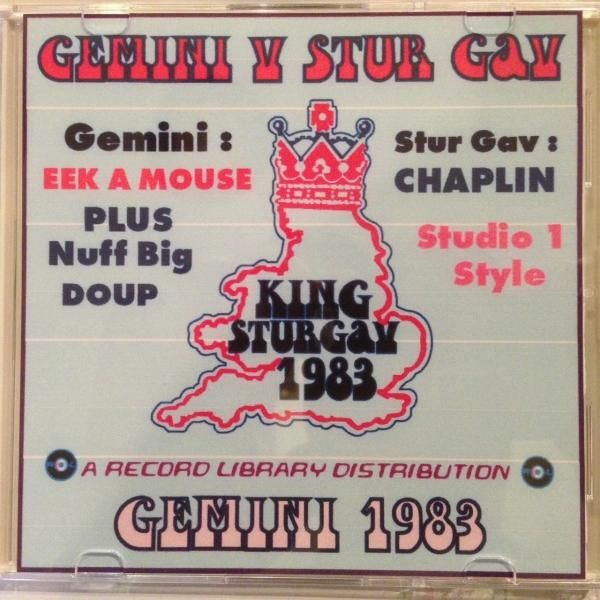 GEMINI V STUR GAV
Gemini :
EEK A MOUSE
PLUS
Nuff Big
DOUP
Stur Gav :
CHAPLIN
Studio 1
Style
KING
STURGAV
1983
A RECORD LIBRARY DISTRIBUTION
GEMINI 1983